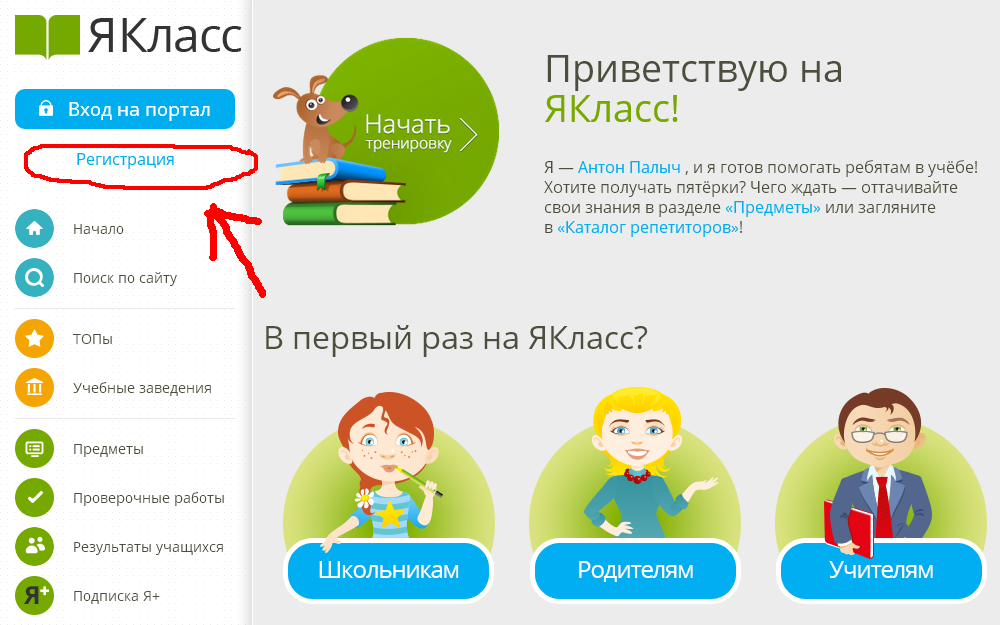 ЯКласс
Вход на портал
Регистрация
Начало
Поиск по сайту
ТОПы
Учебные заведения
Предметы
Проверочные работы
Результаты учащихся
Я+
Подписка Я+
Начать
тренировку
Приветствую на
ЯКласс!
Я — Антон Палыч , и я готов помогать ребятам в учёбе!
Хотите получать пятёрки? Чего ждать — оттачивайте
свои знания в разделе «Предметы» или загляните
в «Каталог репетиторов»!
В первый раз на ЯКласс?
Школьникам
Родителям
Учителям